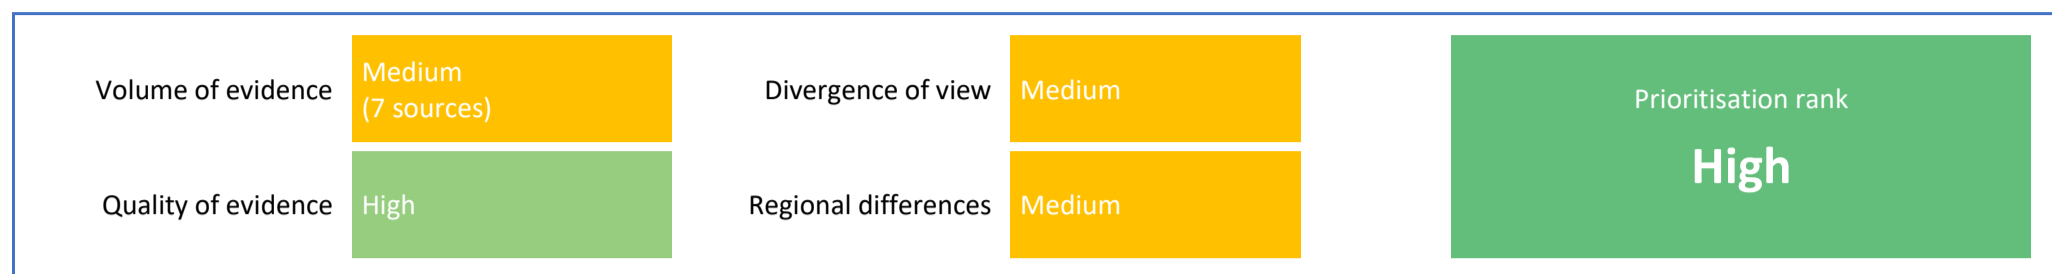 Volume of evidence
Medium
(7 sources)
Divergence of view
Medium
Prioritisation rank
High
Quality of evidence
High
Regional differences
Medium